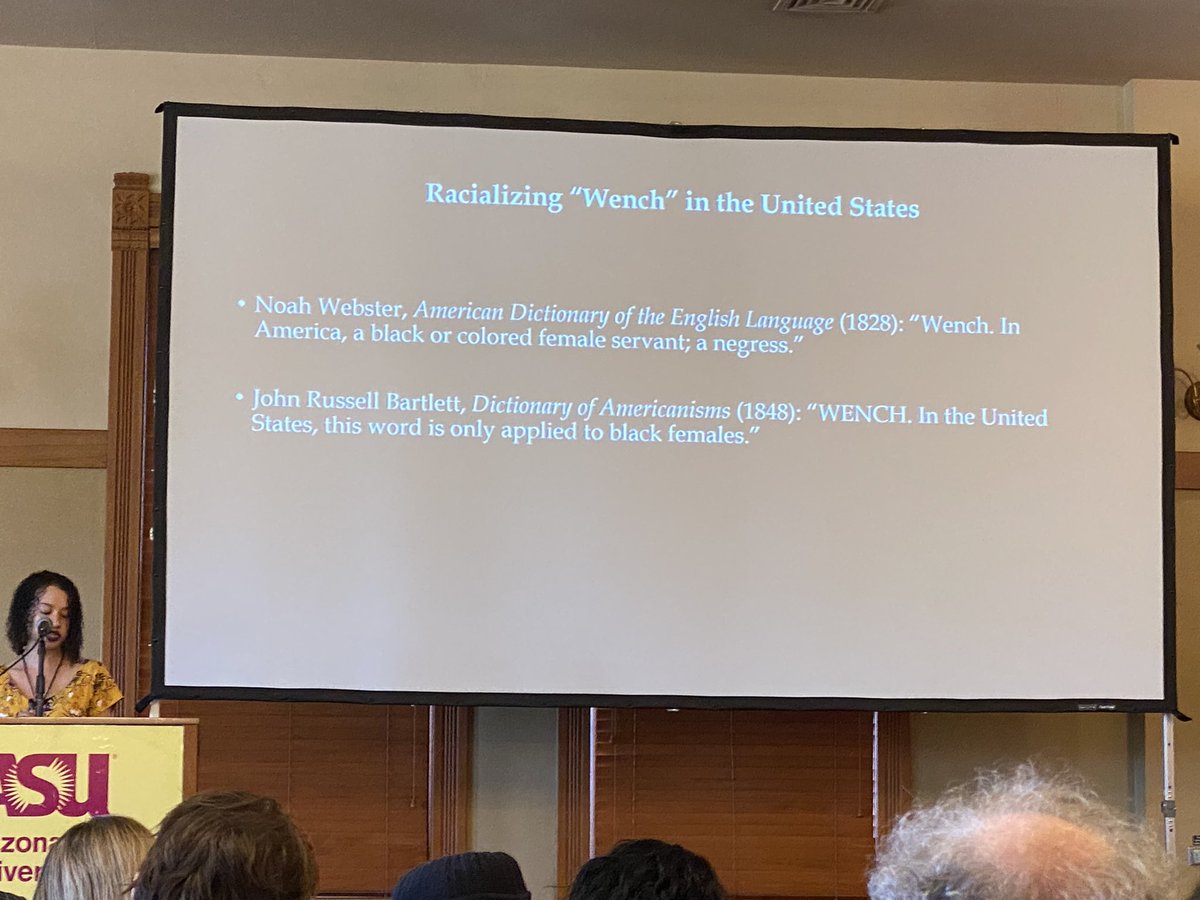 Racializing “Wench” in the United States
• Noah Webster, American Dictionary of the English Language (1828): “Wench. In
America, a black or colored female servant; a negress.”
• John Russell Bartlett, Dictionary of Americanisms (1848): “WENCH. In the United
States, this word is only applied to black females.”
ASU